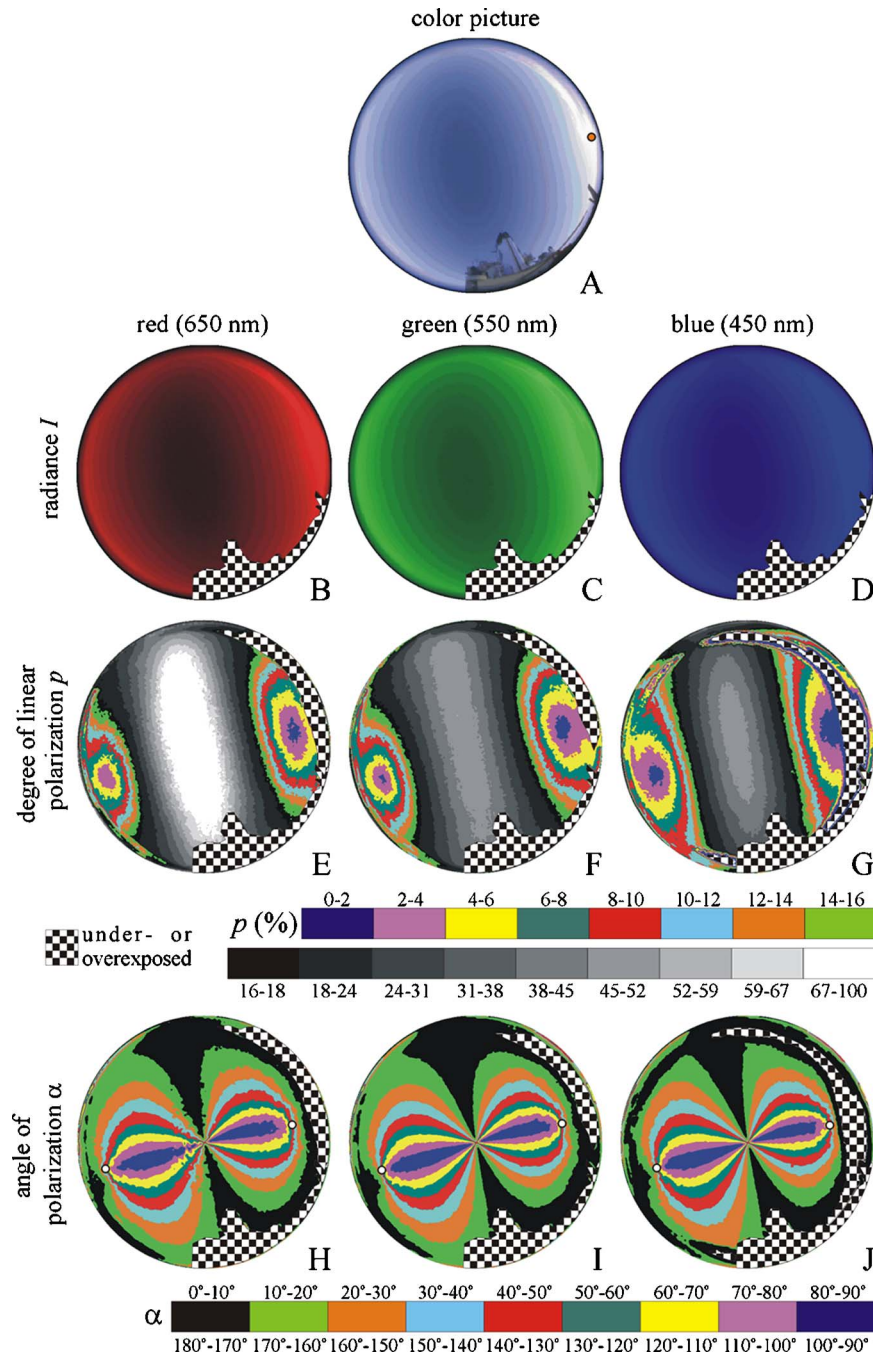 color picture
A
red (650 nm)
green (550 nm)
blue (450 nm)
radiance I
B
C
D
degree of linear
polarization p
E
F
G
0-2 2-4 4-6 6-8 8-10 10-12 12-14 14-16
under- or
overexposed
p (%)
16-18 18-24 24-31 31-38 38-45 45-52 52-59 59-67 67-100
angle of
polarization α
H
I
J
0°-10° 10°-20° 20°-30° 30°-40° 40°-50° 50°-60° 60°-70° 70°-80° 80°-90°
α
180°-170° 170°-160° 160°-150° 150°-140° 140°-130° 130°-120° 120°-110° 110°-100° 100°-90°